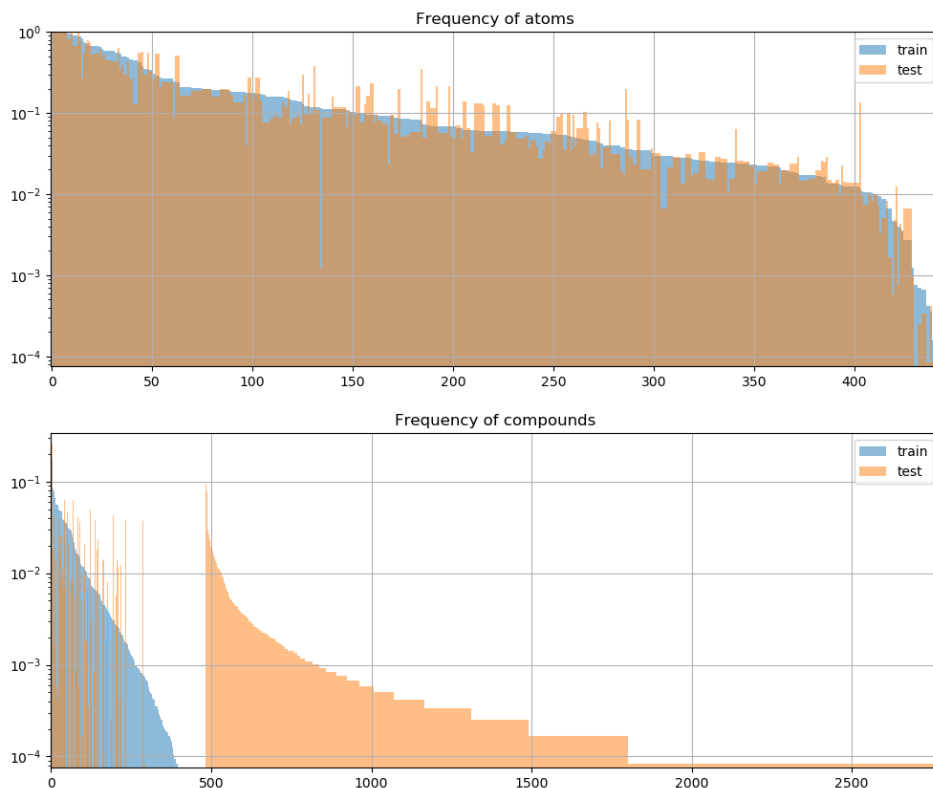 Frequency of atoms
train
test
10⁰
10⁻¹
10⁻²
10⁻³
10⁻⁴
0 50 100 150 200 250 300 350 400
Frequency of compounds
train
test
10⁻¹
10⁻²
10⁻³
10⁻⁴
0 500 1000 1500 2000 2500